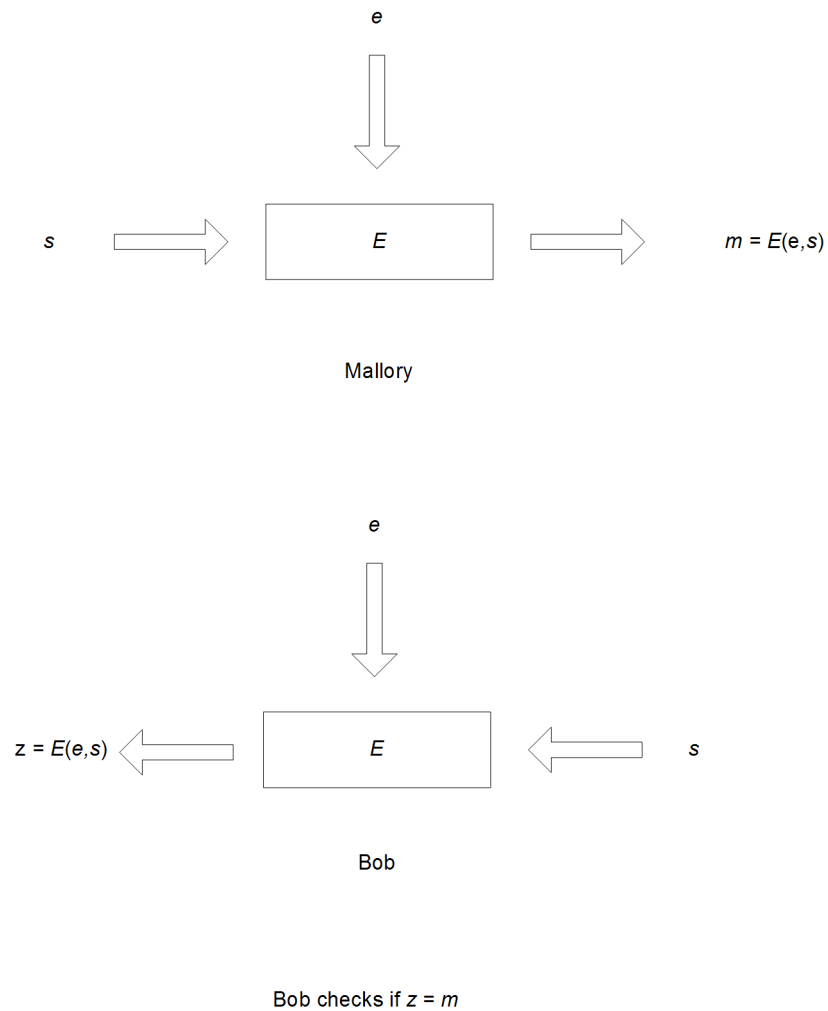 e
s
E
m = E(e,s)
Mallory
e
z = E(e,s)
E
s
Bob
Bob checks if z = m